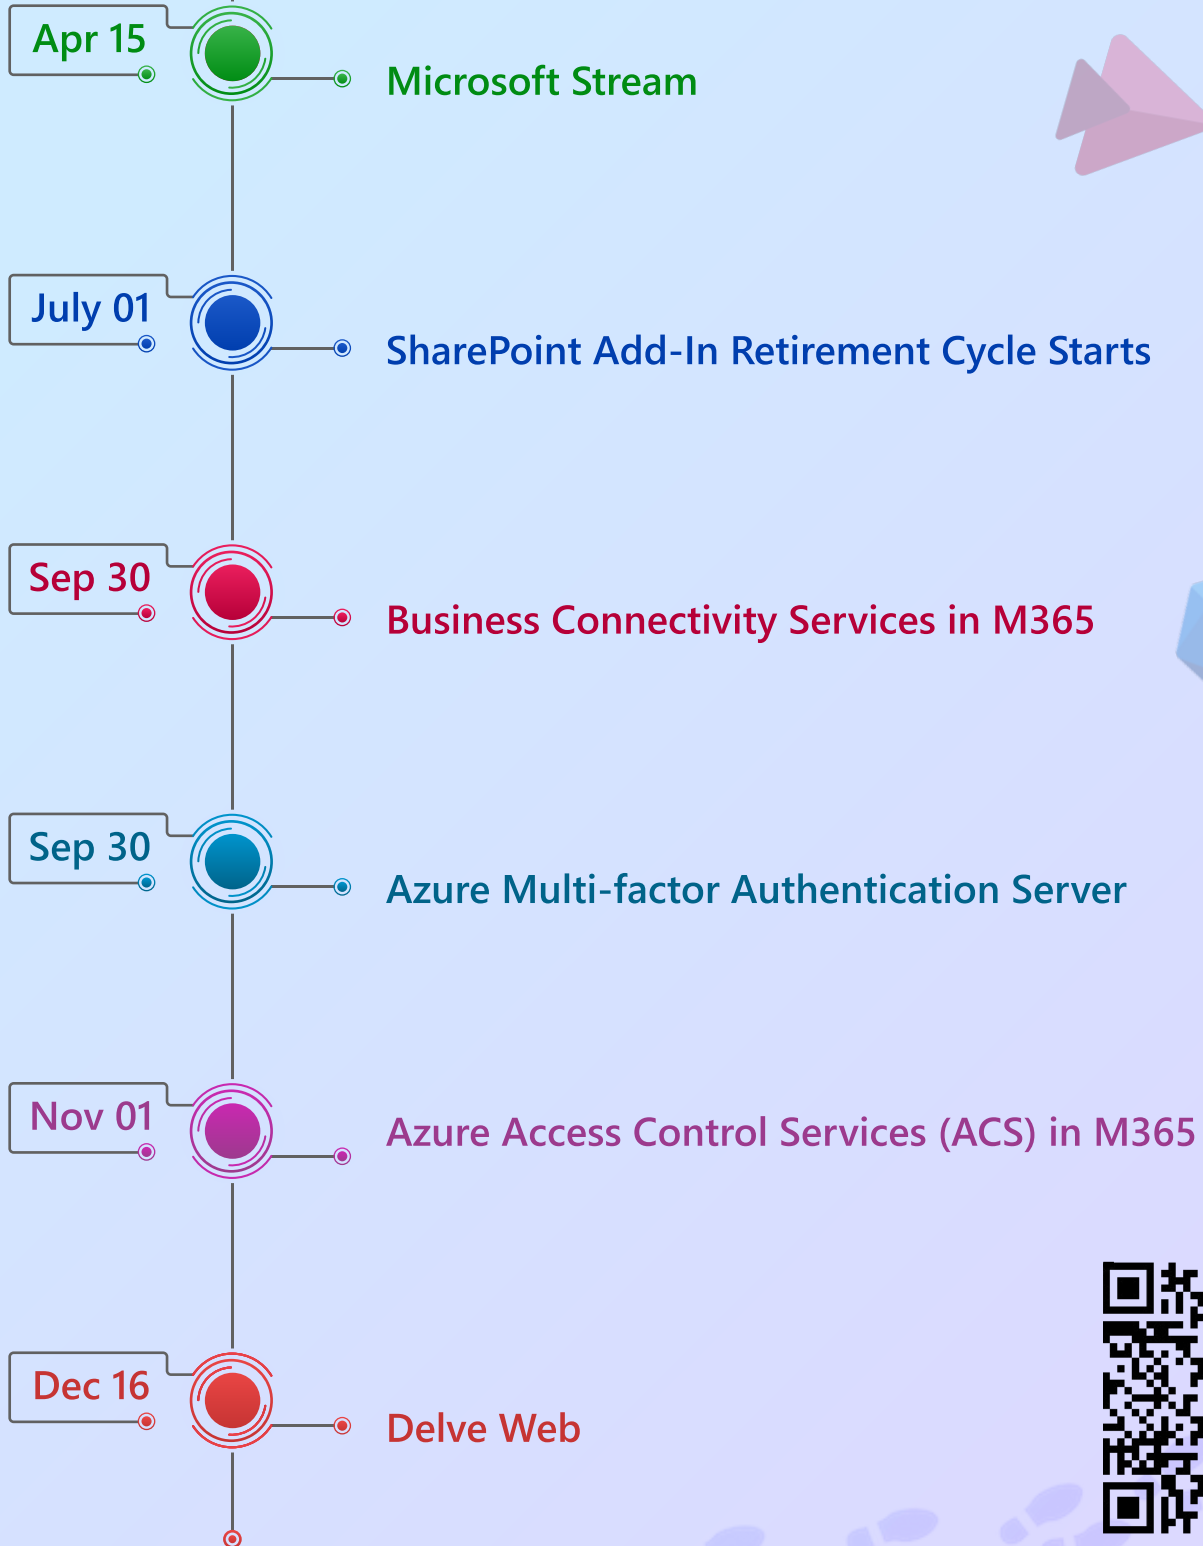 Apr 15
Microsoft Stream
July 01
SharePoint Add-In Retirement Cycle Starts
Sep 30
Business Connectivity Services in M365
Sep 30
Azure Multi-factor Authentication Server
Nov 01
Azure Access Control Services (ACS) in M365
Dec 16
Delve Web